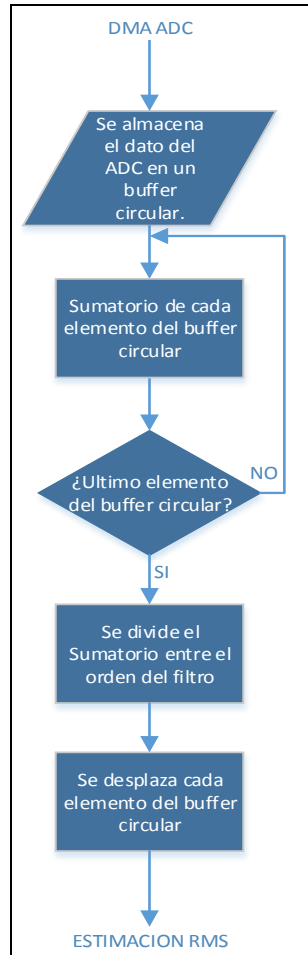 DMA ADC
Se almacena
el dato del
ADC en un
buffer
circular.
Sumatorio de cada
elemento del buffer
circular
¿Ultimo elemento
del buffer circular?
NO
SI
Se divide el
Sumatorio entre el
orden del filtro
Se desplaza cada
elemento del buffer
circular
ESTIMACION RMS